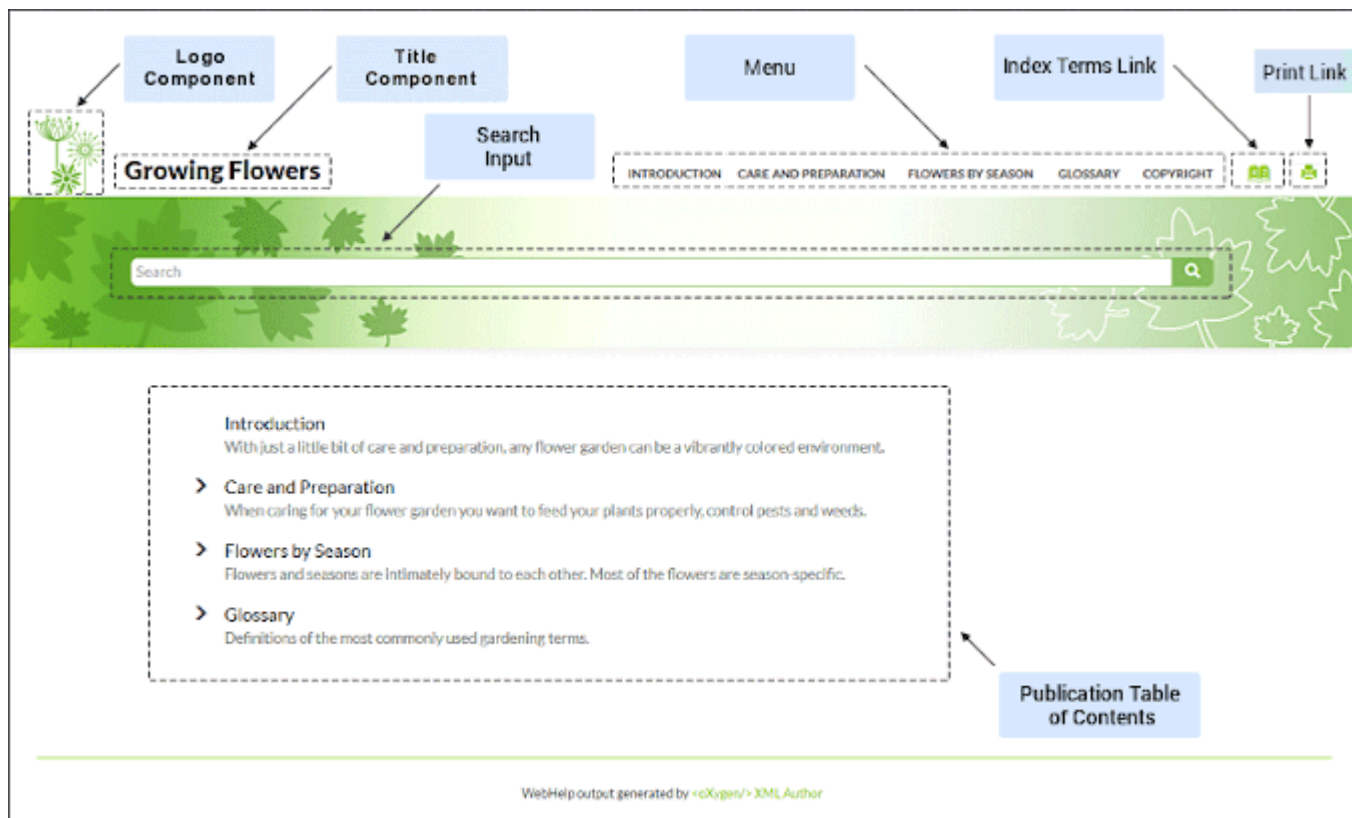 Logo
Component
Title
Component
Menu
Index Terms Link
Print Link
Search
Input
Growing Flowers
INTRODUCTION CARE AND PREPARATION FLOWERS BY SEASON GLOSSARY COPYRIGHT
Search
Introduction
With just a little bit of care and preparation, any flower garden can be a vibrantly colored environment.
Care and Preparation
When caring for your flower garden you want to feed your plants properly, control pests and weeds.
Flowers by Season
Flowers and seasons are intimately bound to each other. Most of the flowers are season-specific.
Glossary
Definitions of the most commonly used gardening terms.
Publication Table
of Contents
WebHelp output generated by <oXygen/> XML Author